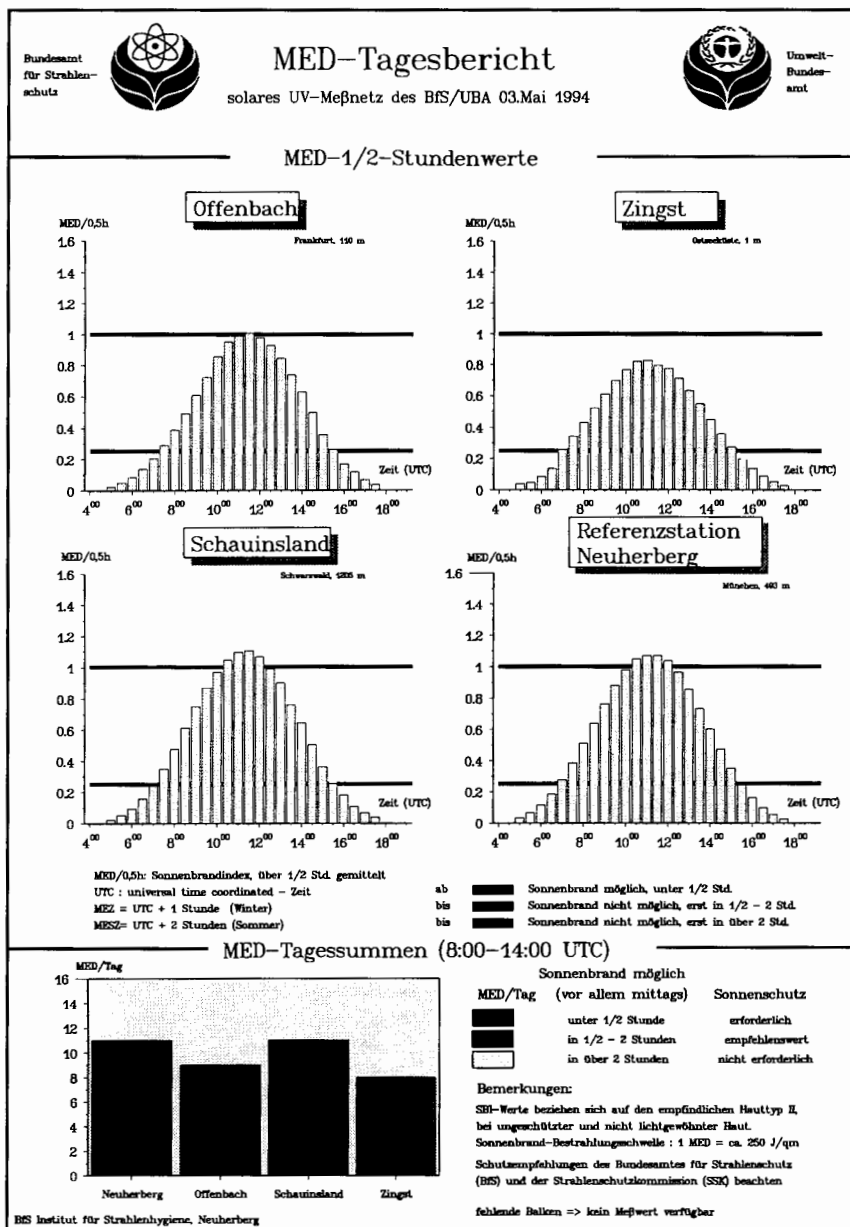 Bundesamt
für Strahlen-
schutz
MED-Tagesbericht
solares UV-Meßnetz des BfS/UBA 03.Mai 1994
Umwelt-
Bundes-
amt
MED-1/2-Stundenwerte
Offenbach
MED/0,5h
Frankfurt, 110 m
1.6
1.4
1.2
1
0.8
0.6
0.4
0.2
0
Zeit (UTC)
4⁰⁰ 6⁰⁰ 8⁰⁰ 10⁰⁰ 12⁰⁰ 14⁰⁰ 16⁰⁰ 18⁰⁰
Zingst
MED/0,5h
Ostseeküste, 1 m
1.6
1.4
1.2
1
0.8
0.6
0.4
0.2
0
Zeit (UTC)
4⁰⁰ 6⁰⁰ 8⁰⁰ 10⁰⁰ 12⁰⁰ 14⁰⁰ 16⁰⁰ 18⁰⁰
Schauinsland
MED/0,5h
Schwarzwald, 1205 m
1.6
1.4
1.2
1
0.8
0.6
0.4
0.2
0
Zeit (UTC)
4⁰⁰ 6⁰⁰ 8⁰⁰ 10⁰⁰ 12⁰⁰ 14⁰⁰ 16⁰⁰ 18⁰⁰
Referenzstation
Neuherberg
MED/0,5h
München, 493 m
1.6
1.4
1.2
1
0.8
0.6
0.4
0.2
0
Zeit (UTC)
4⁰⁰ 6⁰⁰ 8⁰⁰ 10⁰⁰ 12⁰⁰ 14⁰⁰ 16⁰⁰ 18⁰⁰
MED/0,5h: Sonnenbrandindex, über 1/2 Std. gemittelt
UTC : universal time coordinated - Zeit
MEZ = UTC + 1 Stunde (Winter)
MESZ= UTC + 2 Stunden (Sommer)
ab Sonnenbrand möglich, unter 1/2 Std.
bis Sonnenbrand nicht möglich, erst in 1/2 - 2 Std.
bis Sonnenbrand nicht möglich, erst in über 2 Std.
MED-Tagessummen (8:00-14:00 UTC)
MED/Tag
16
14
12
10
8
6
4
2
0
Neuherberg Offenbach Schauinsland Zingst
Sonnenbrand möglich
MED/Tag (vor allem mittags) Sonnenschutz
unter 1/2 Stunde erforderlich
in 1/2 - 2 Stunden empfehlenswert
in über 2 Stunden nicht erforderlich
Bemerkungen:
SBI-Werte beziehen sich auf den empfindlichen Hauttyp II,
bei ungeschützter und nicht lichtgewöhnter Haut.
Sonnenbrand-Bestrahlungsschwelle : 1 MED = ca. 250 J/qm
Schutzempfehlungen des Bundesamtes für Strahlenschutz
(BfS) und der Strahlenschutzkommission (SSK) beachten
fehlende Balken => kein Meßwert verfügbar
BfS Institut für Strahlenhygiene, Neuherberg